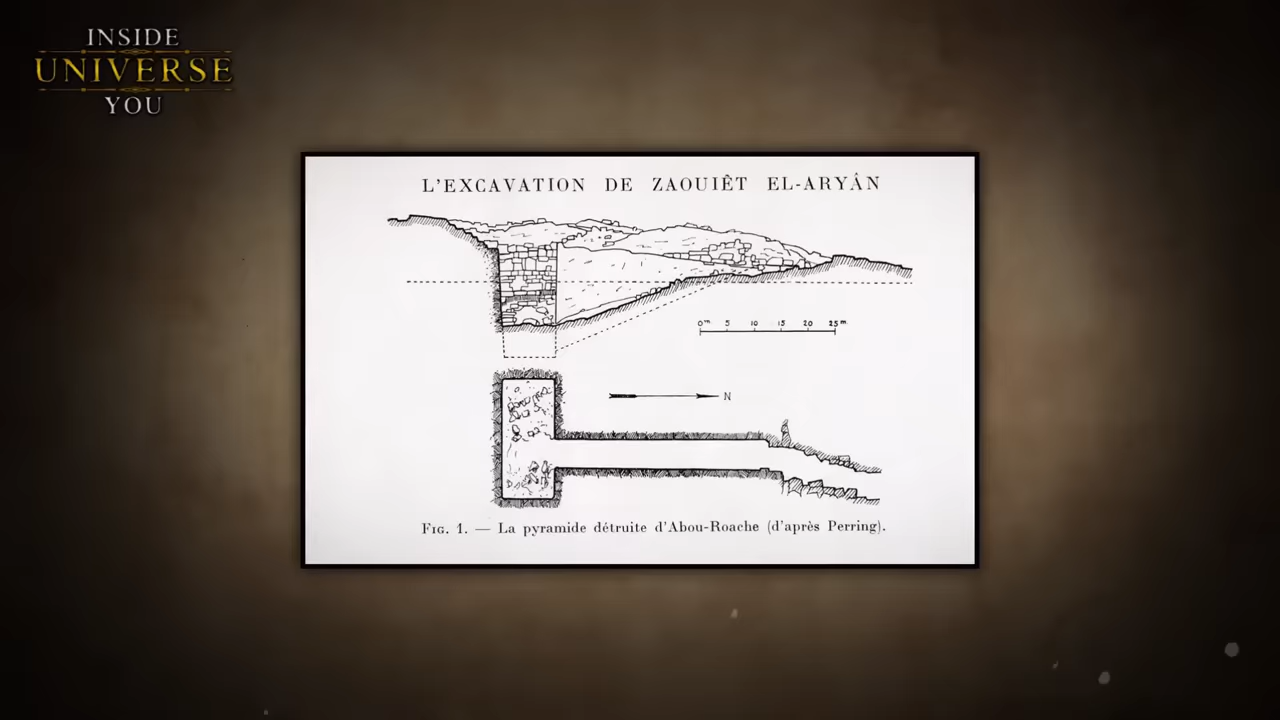 INSIDE
UNIVERSE
YOU
L'EXCAVATION DE ZAOUIÊT EL-ARYÂN
0ᵐ 5 10 15 20 25ᵐ.
N
FIG. 1. — La pyramide détruite d'Abou-Roache (d'après Perring).